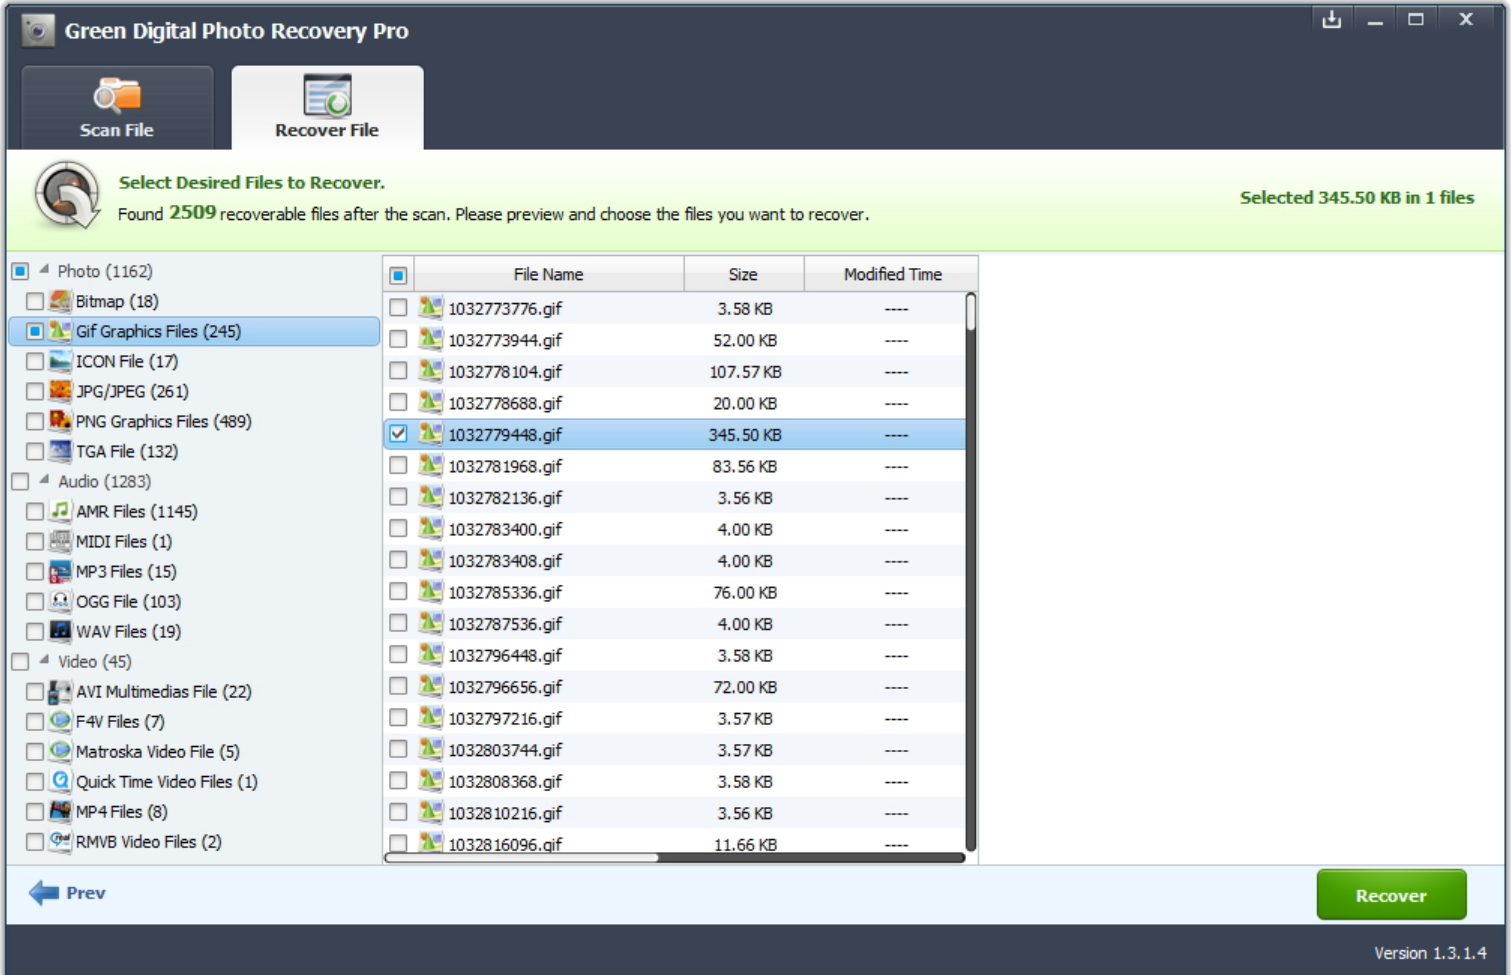 Green Digital Photo Recovery Pro
Scan File
Recover File
Select Desired Files to Recover.
Found 2509 recoverable files after the scan. Please preview and choose the files you want to recover.
Selected 345.50 KB in 1 files
Photo (1162)
Bitmap (18)
Gif Graphics Files (245)
ICON File (17)
JPG/JPEG (261)
PNG Graphics Files (489)
TGA File (132)
Audio (1283)
AMR Files (1145)
MIDI Files (1)
MP3 Files (15)
OGG File (103)
WAV Files (19)
Video (45)
AVI Multimedias File (22)
F4V Files (7)
Matroska Video File (5)
Quick Time Video Files (1)
MP4 Files (8)
RMVB Video Files (2)
File Name Size Modified Time
1032773776.gif 3.58 KB ----
1032773944.gif 52.00 KB ----
1032778104.gif 107.57 KB ----
1032778688.gif 20.00 KB ----
1032779448.gif 345.50 KB ----
1032781968.gif 83.56 KB ----
1032782136.gif 3.56 KB ----
1032783400.gif 4.00 KB ----
1032783408.gif 4.00 KB ----
1032785336.gif 76.00 KB ----
1032787536.gif 4.00 KB ----
1032796448.gif 3.58 KB ----
1032796656.gif 72.00 KB ----
1032797216.gif 3.57 KB ----
1032803744.gif 3.57 KB ----
1032808368.gif 3.58 KB ----
1032810216.gif 3.56 KB ----
1032816096.gif 11.66 KB ----
Prev
Recover
Version 1.3.1.4